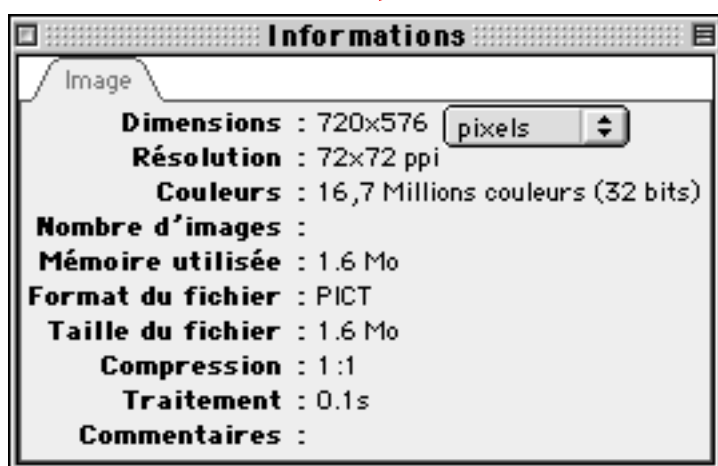 Informations
Image
Dimensions : 720x576 pixels
Résolution : 72x72 ppi
Couleurs : 16,7 Millions couleurs (32 bits)
Nombre d'images :
Mémoire utilisée : 1.6 Mo
Format du fichier : PICT
Taille du fichier : 1.6 Mo
Compression : 1:1
Traitement : 0.1s
Commentaires :